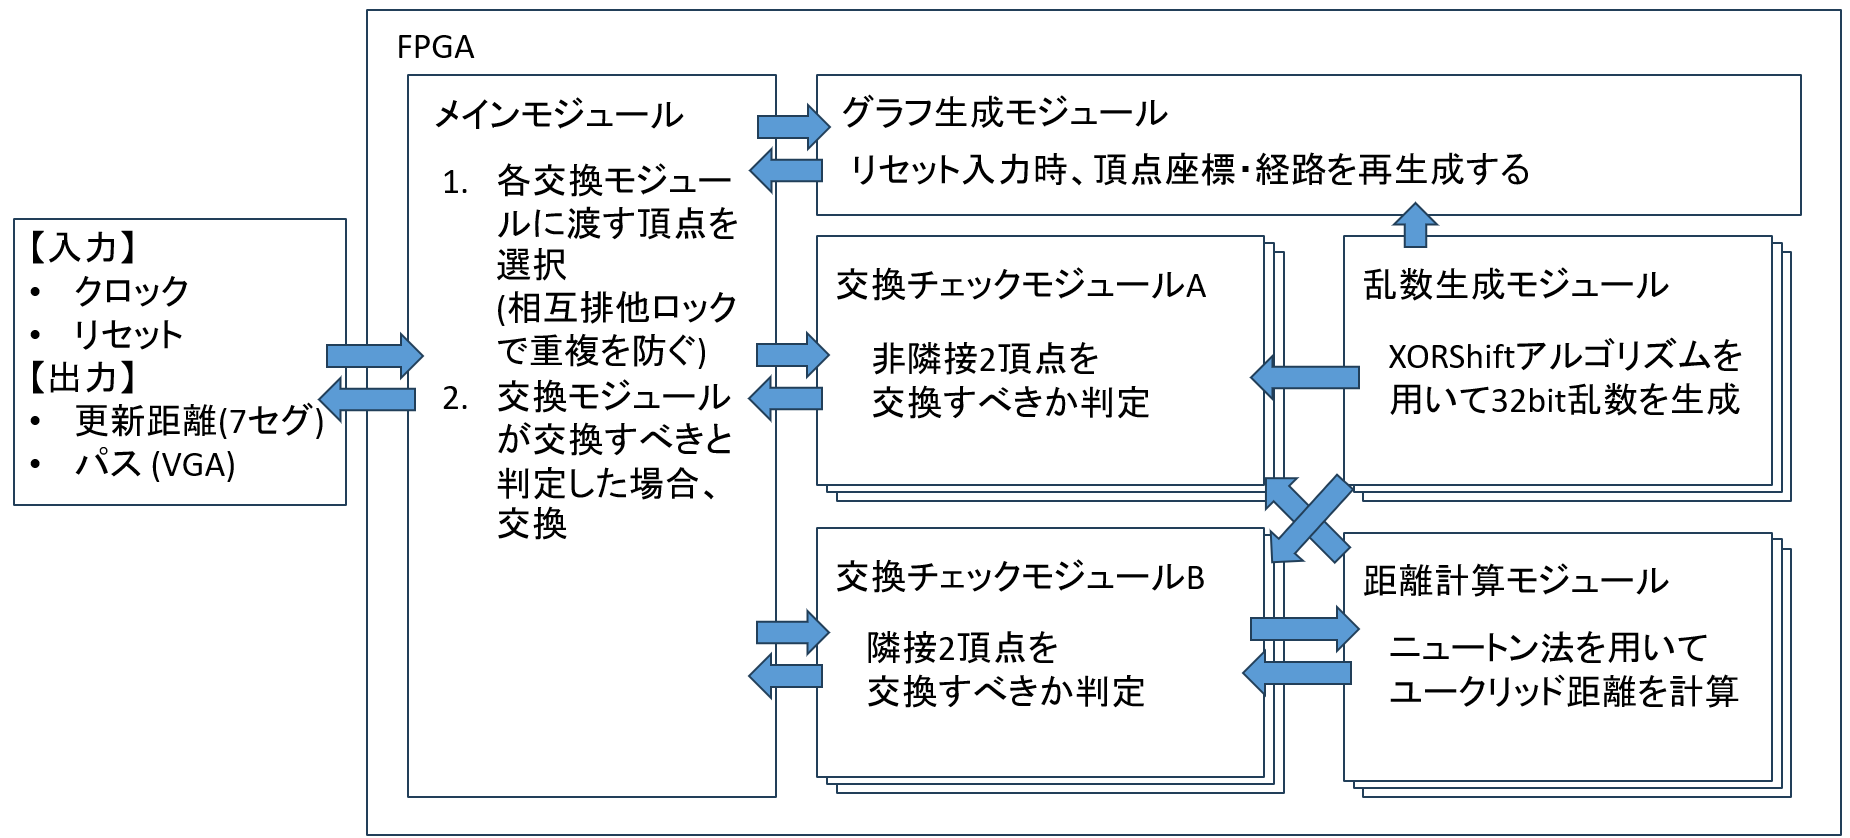 FPGA
メインモジュール
1. 各交換モジュー
ルに渡す頂点を
選択
(相互排他ロック
で重複を防ぐ)
2. 交換モジュール
が交換すべきと
判定した場合、
交換
グラフ生成モジュール
リセット入力時、頂点座標・経路を再生成する
【入力】
• クロック
• リセット
【出力】
• 更新距離(7セグ)
• パス (VGA)
交換チェックモジュールA
非隣接2頂点を
交換すべきか判定
乱数生成モジュール
XORShiftアルゴリズムを
用いて32bit乱数を生成
交換チェックモジュールB
隣接2頂点を
交換すべきか判定
距離計算モジュール
ニュートン法を用いて
ユークリッド距離を計算